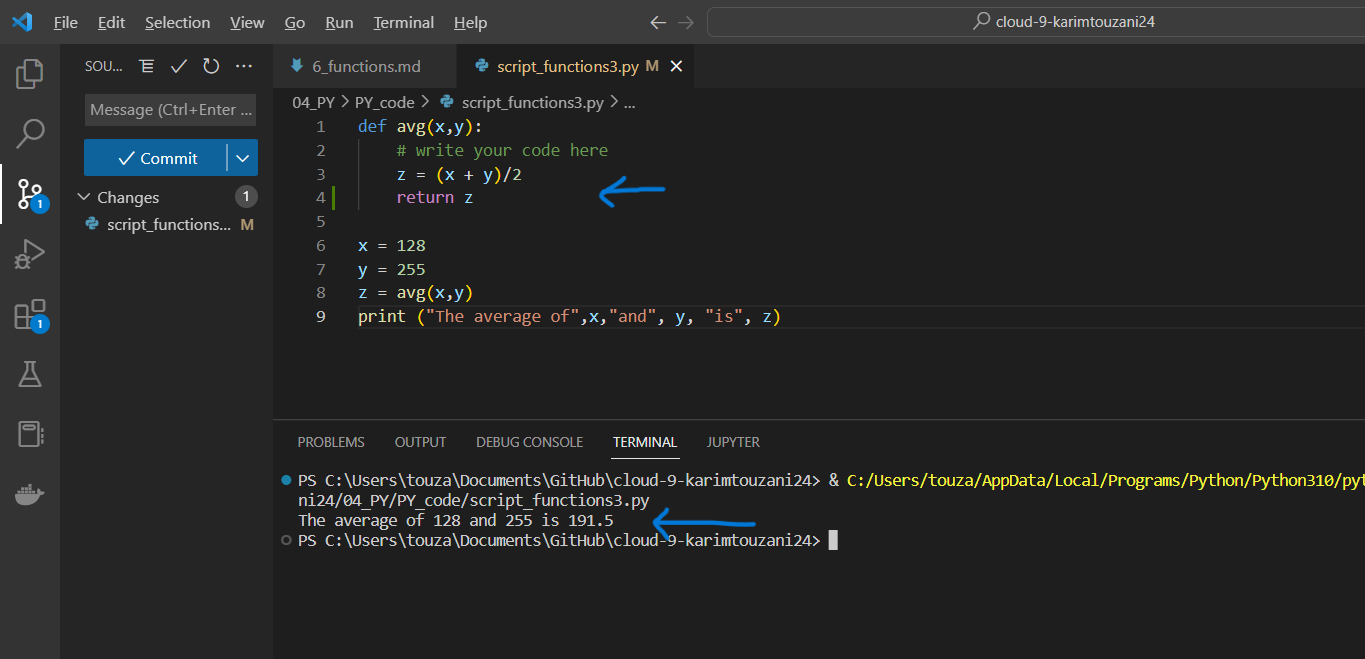 File Edit Selection View Go Run Terminal Help cloud-9-karimtouzani24
SOU... 6_functions.md script_functions3.py M
Message (Ctrl+Enter ...
Commit
Changes 1
script_functions... M
1
1
04_PY > PY_code > script_functions3.py > ...
1 def avg(x,y):
2 # write your code here
3 z = (x + y)/2
4 return z
5
6 x = 128
7 y = 255
8 z = avg(x,y)
9 print ("The average of",x,"and", y, "is", z)
PROBLEMS OUTPUT DEBUG CONSOLE TERMINAL JUPYTER
PS C:\Users\touza\Documents\GitHub\cloud-9-karimtouzani24> & C:/Users/touza/AppData/Local/Programs/Python/Python310/pyt
ni24/04_PY/PY_code/script_functions3.py
The average of 128 and 255 is 191.5
PS C:\Users\touza\Documents\GitHub\cloud-9-karimtouzani24>